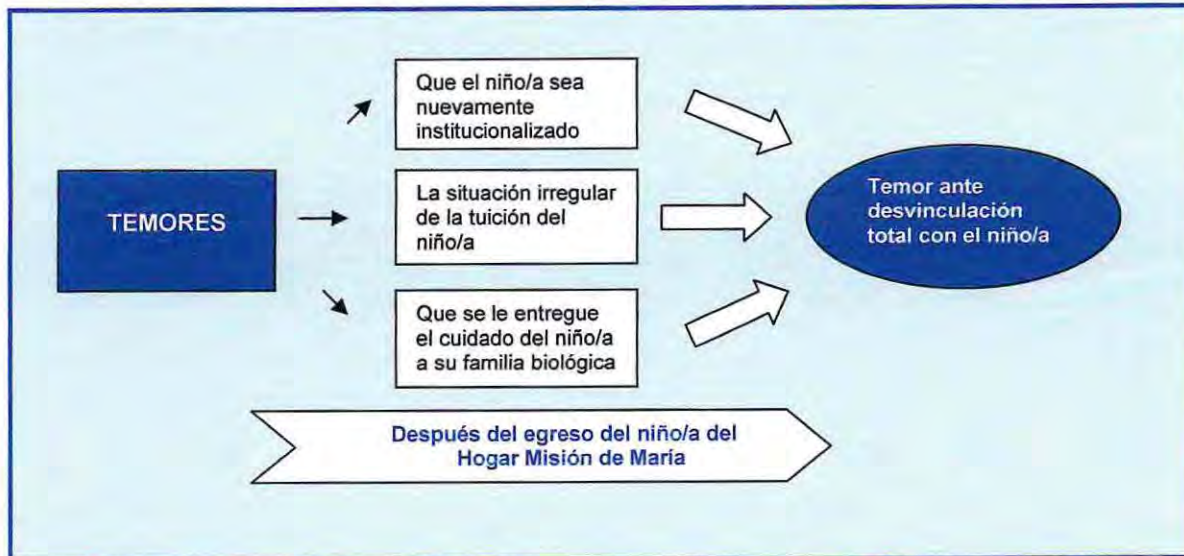 Que el niño/a sea
nuevamente
institucionalizado
TEMORES
La situación irregular
de la tuición del
niño/a
Temor ante
desvinculación
total con el niño/a
Que se le entregue
el cuidado del niño/a
a su familia biológica
Después del egreso del niño/a del
Hogar Misión de María